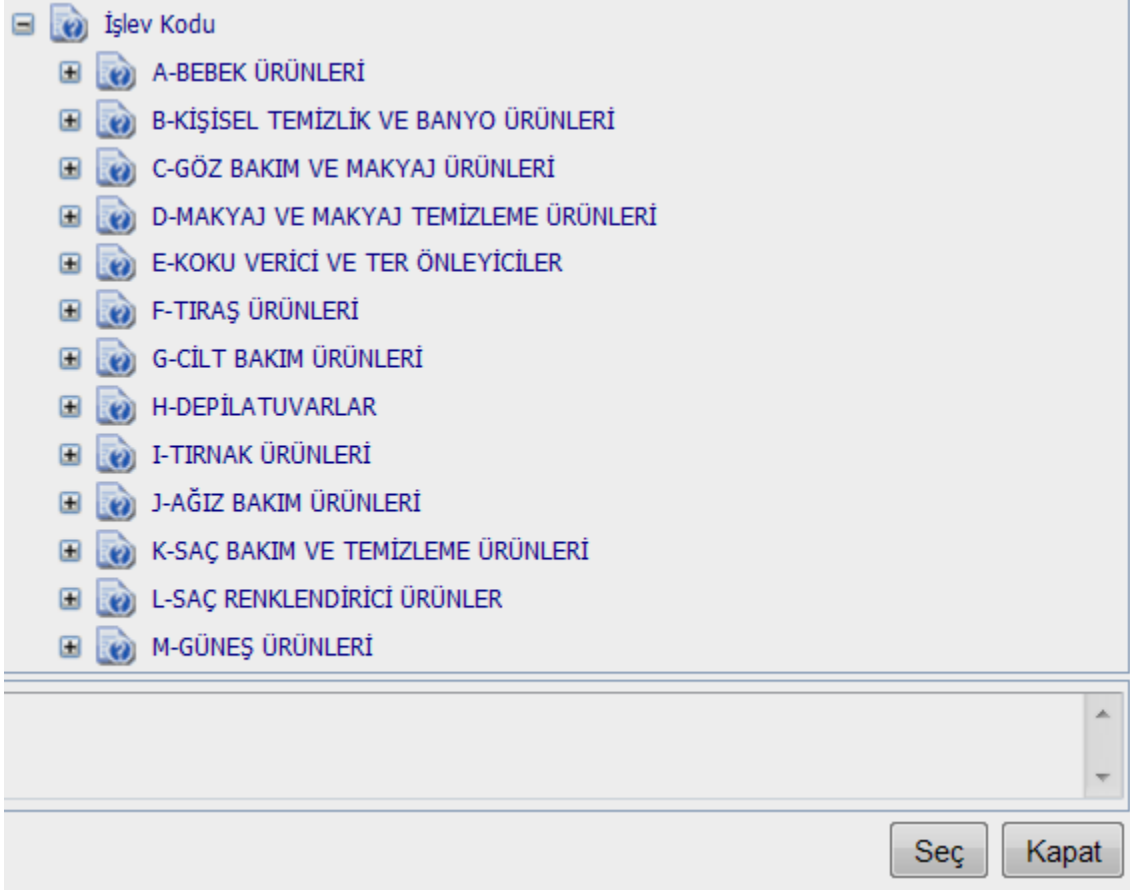 İşlev Kodu
A-BEBEK ÜRÜNLERİ
B-KİŞİSEL TEMİZLİK VE BANYO ÜRÜNLERİ
C-GÖZ BAKIM VE MAKYAJ ÜRÜNLERİ
D-MAKYAJ VE MAKYAJ TEMİZLEME ÜRÜNLERİ
E-KOKU VERİCİ VE TER ÖNLEYİCİLER
F-TIRAŞ ÜRÜNLERİ
G-CİLT BAKIM ÜRÜNLERİ
H-DEPİLATUVARLAR
I-TIRNAK ÜRÜNLERİ
J-AĞIZ BAKIM ÜRÜNLERİ
K-SAÇ BAKIM VE TEMİZLEME ÜRÜNLERİ
L-SAÇ RENKLENDİRİCİ ÜRÜNLER
M-GÜNEŞ ÜRÜNLERİ
Seç Kapat